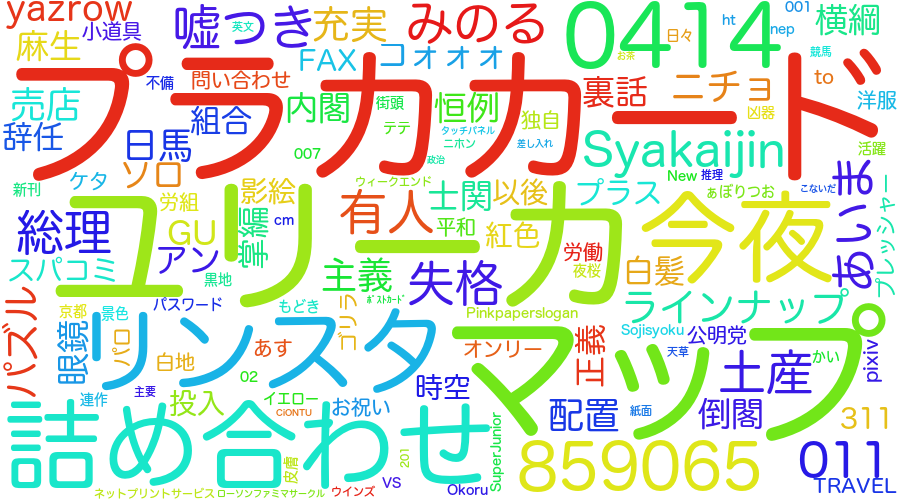 yazrow
嘘つき
充実
みのる
0414
001
横綱
ht
英文
日々
nep
麻生
小道具
FAX
コォォォ
お茶
競馬
プラカカード
裏話
ニチョ
to
不備
問い合わせ
売店
組合
内閣
街頭
恒例
独自
凶器
洋服
辞任
日馬
テテ
タッチパネル
ニホン
差し入れ
Syakaijin
活躍
007
政治
ソロ
ウィークエンド
New
推理
新刊
ケタ
労組
影絵
士関
以後
プラス
ぁぽりつお
こないだ
あしいま
プレッシャー
ユリーカ
有人
今夜
総理
GU
cm
掌編
平和
紅色
労働
アン
スパコミ
黒地
主義
失格
夜桜
白髪
パズル
パスワード
もどき
ポストカード
ラインナップ
京都
景色
ゴリラ
Pinkpaperslogan
Sojisyoku
公明党
リンスタ
マップ
眼鏡
パロ
白地
あす
オンリー
正義
天草
土産
かい
pixiv
連作
主要
02
イエロー
時空
投入
お祝い
CiONTU
配置
紙面
倒閣
311
詰め合わせ
859065
011
皮膚
201
SuperJunior
VS
Okoru
TRAVEL
ネットプリントサービス
ローソンファミマサークル
ウインズ